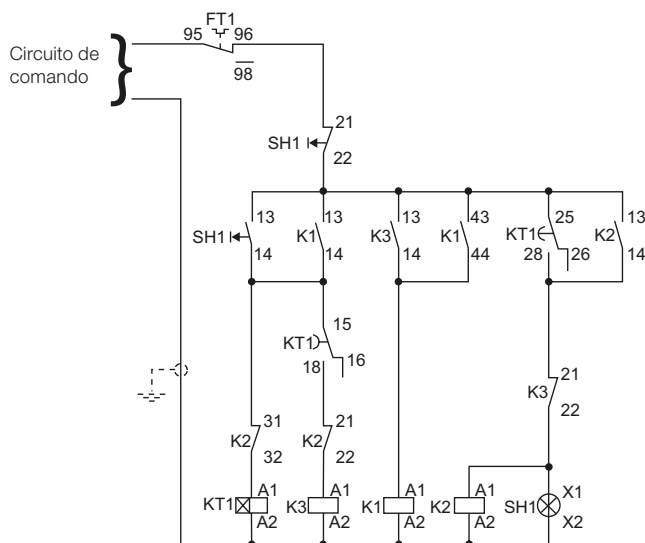 FT1
95 96
Circuito de
comando
98
21
SH1
22
13 13 13 43 25 13
SH1 K1 K3 K1 KT1 K2
14 14 14 44 28 26 14
15
KT1
18 16
21
K3
22
31 21
K2 K2
32 22
A1 A1 A1 A1 X1
KT1 K3 K1 K2 SH1
A2 A2 A2 A2 X2